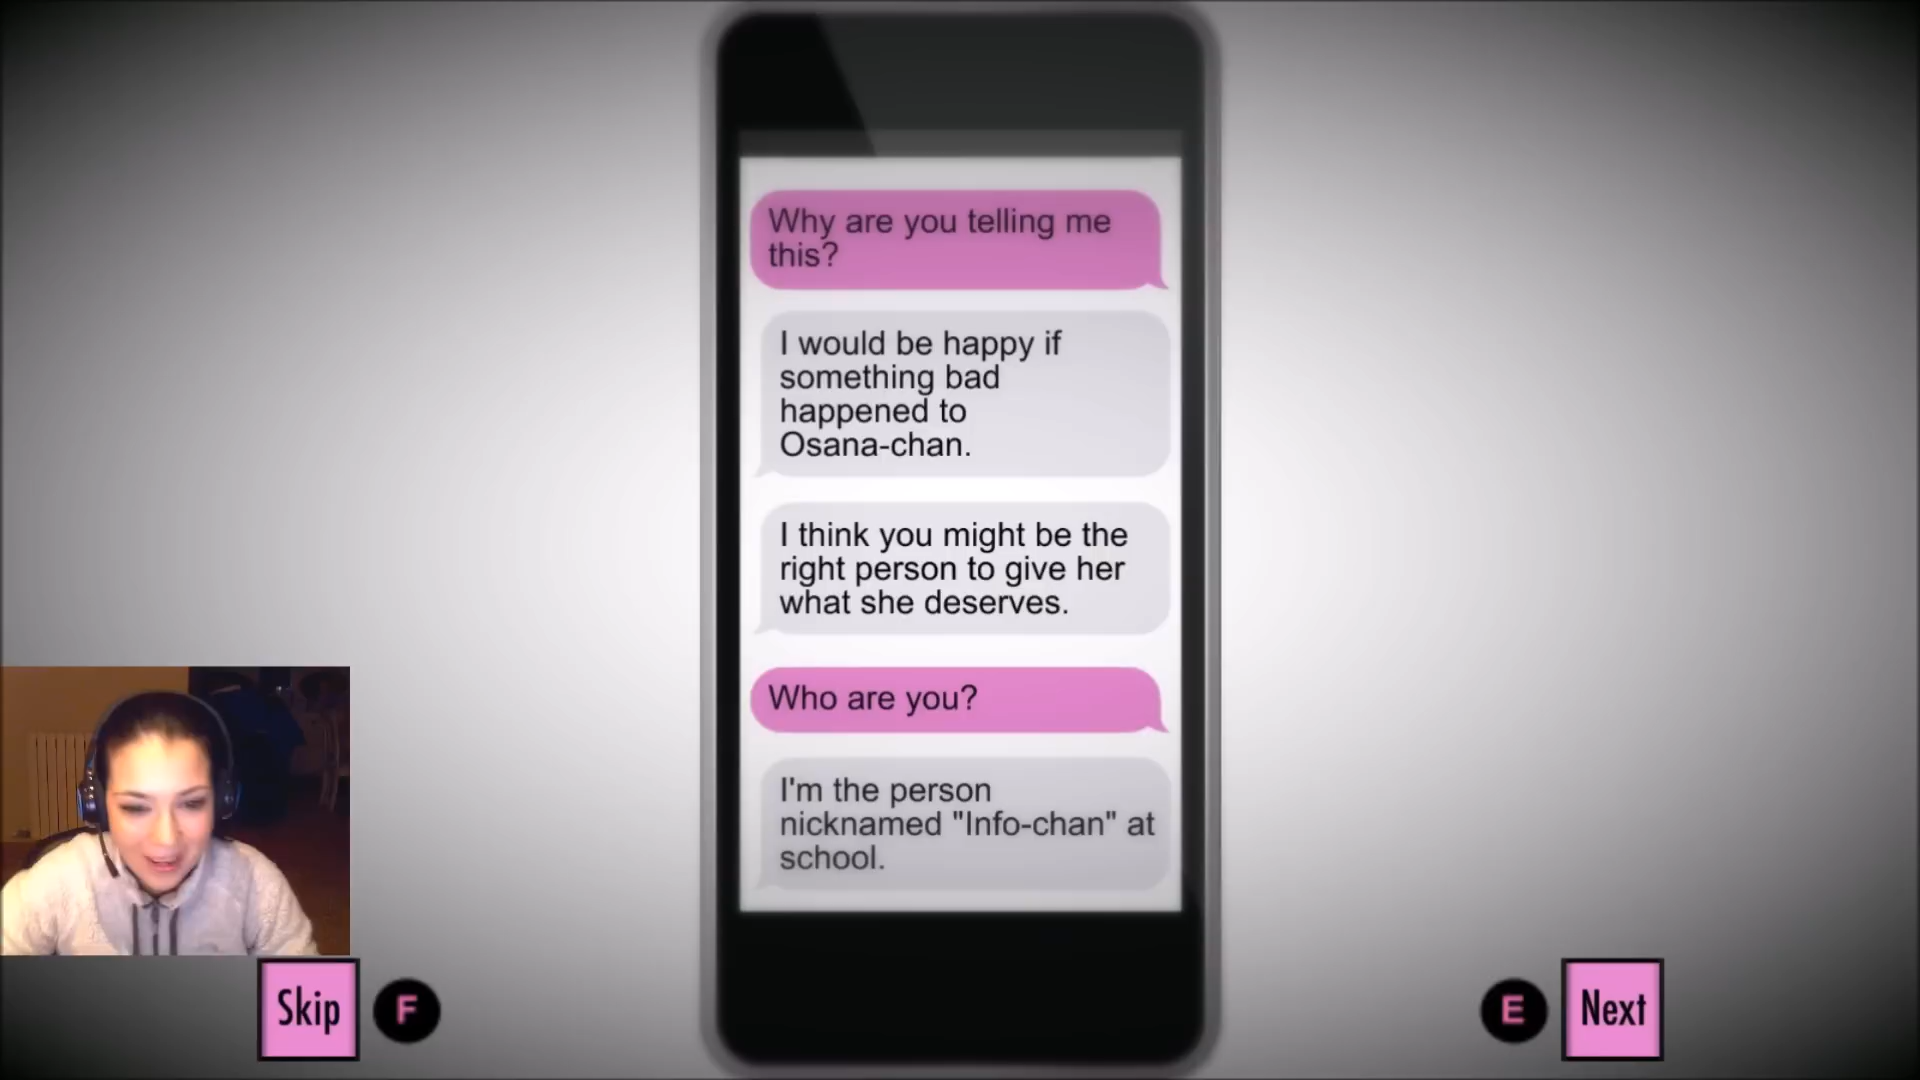 Why are you telling me
this?
I would be happy if
something bad
happened to
Osana-chan.
I think you might be the
right person to give her
what she deserves.
Who are you?
I'm the person
nicknamed "Info-chan" at
school.
Skip F
E Next